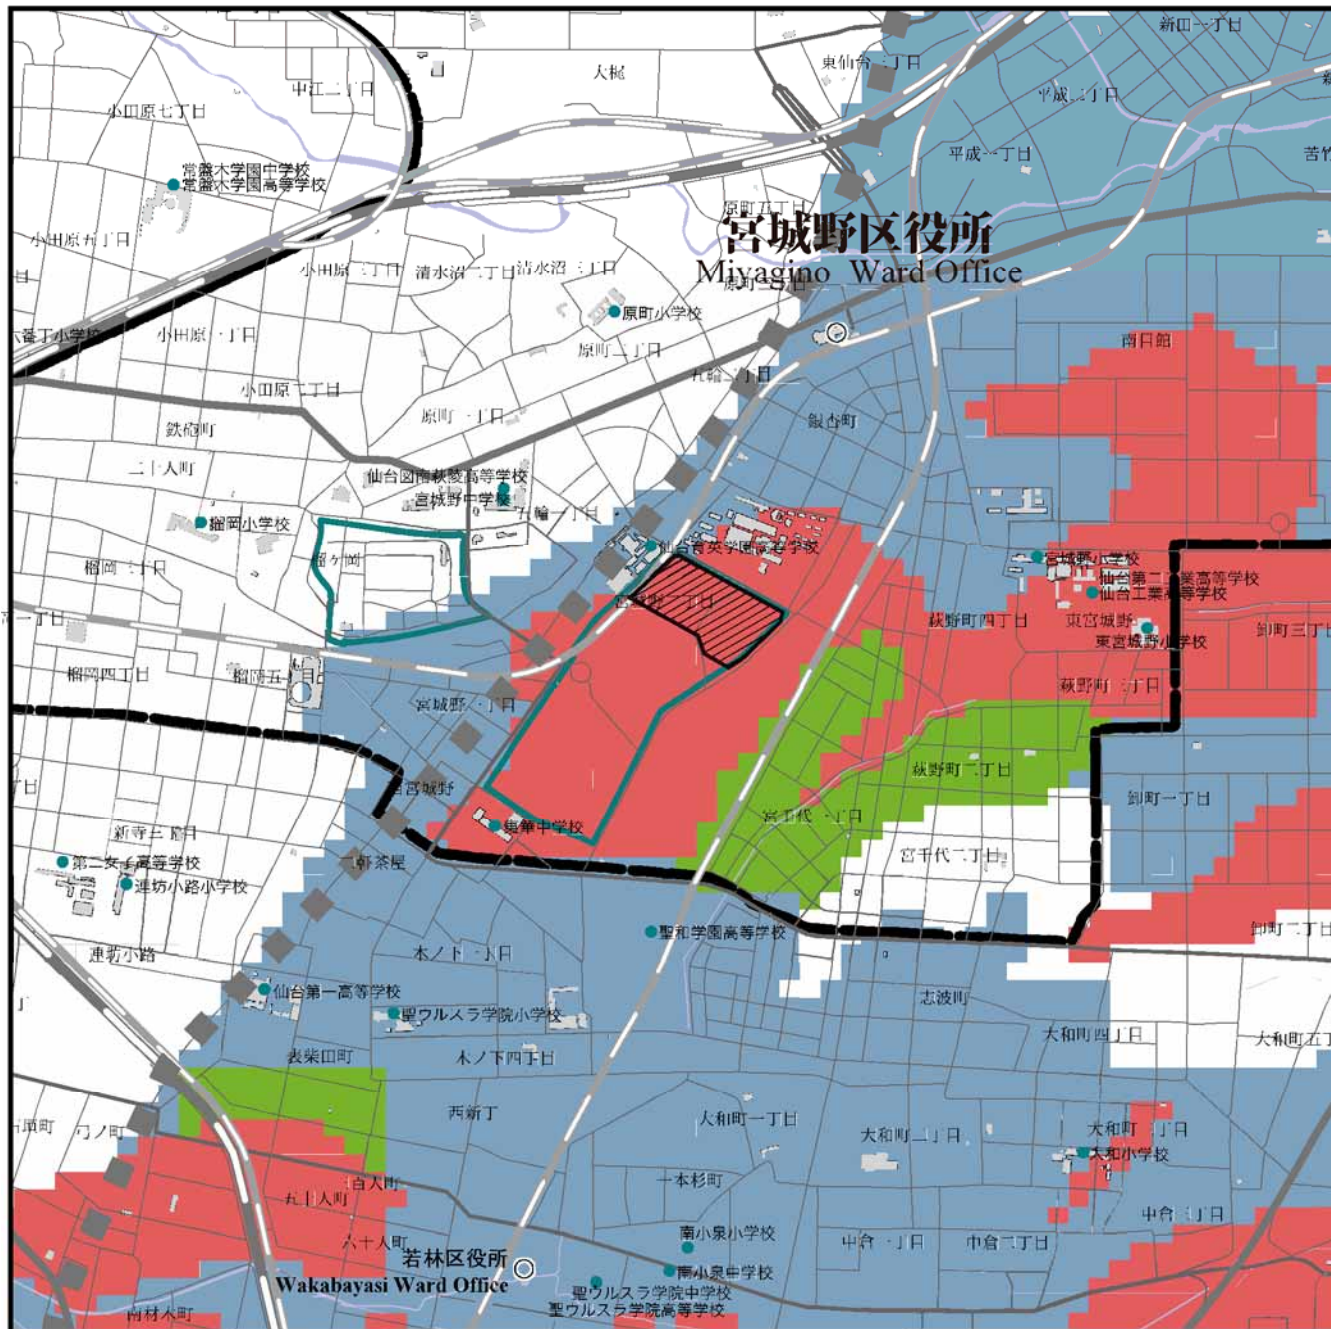 新田一丁目
東仙台三丁目
大梶
中江二丁目
平成二丁目
小田原七丁目
平成一丁目
苦竹
常盤木学園中学校
常盤木学園高等学校
原町五丁目
小田原五丁目
宮城野区役所
Miyagino Ward Office
小田原三丁目
清水沼二丁目
清水沼三丁目
原町小学校
六番丁小学校
小田原一丁目
原町二丁目
南目館
五輪二丁目
小田原二丁目
原町一丁目
銀杏町
鉄砲町
二十人町
仙台図南萩陵高等学校
宮城野中学校
五輪一丁目
榴岡小学校
仙台育英学園高等学校
榴ヶ岡
宮城野小学校
榴岡三丁目
仙台第二工業高等学校
仙台工業高等学校
宮城野二丁目
萩野町四丁目
東宮城野
東宮城野小学校
卸町三丁目
榴岡四丁目
榴岡五丁目
萩野町三丁目
宮城野一丁目
萩野町二丁目
西宮城野
卸町一丁目
宮千代一丁目
新寺三丁目
東華中学校
宮千代二丁目
第二女子高等学校
二軒茶屋
連坊小路小学校
聖和学園高等学校
卸町二丁目
連坊小路
木ノ下一丁目
仙台第一高等学校
志波町
聖ウルスラ学院小学校
大和町四丁目
大和町五丁
表柴田町
木ノ下四丁目
西新丁
大和町一丁目
大和町二丁目
大和町三丁目
弓ノ町
大和小学校
百人町
一本杉町
五十人町
中倉三丁目
六十人町
南小泉小学校
中倉一丁目
中倉二丁目
若林区役所
南小泉中学校
Wakabayasi Ward Office
聖ウルスラ学院中学校
聖ウルスラ学院高等学校
南材木町